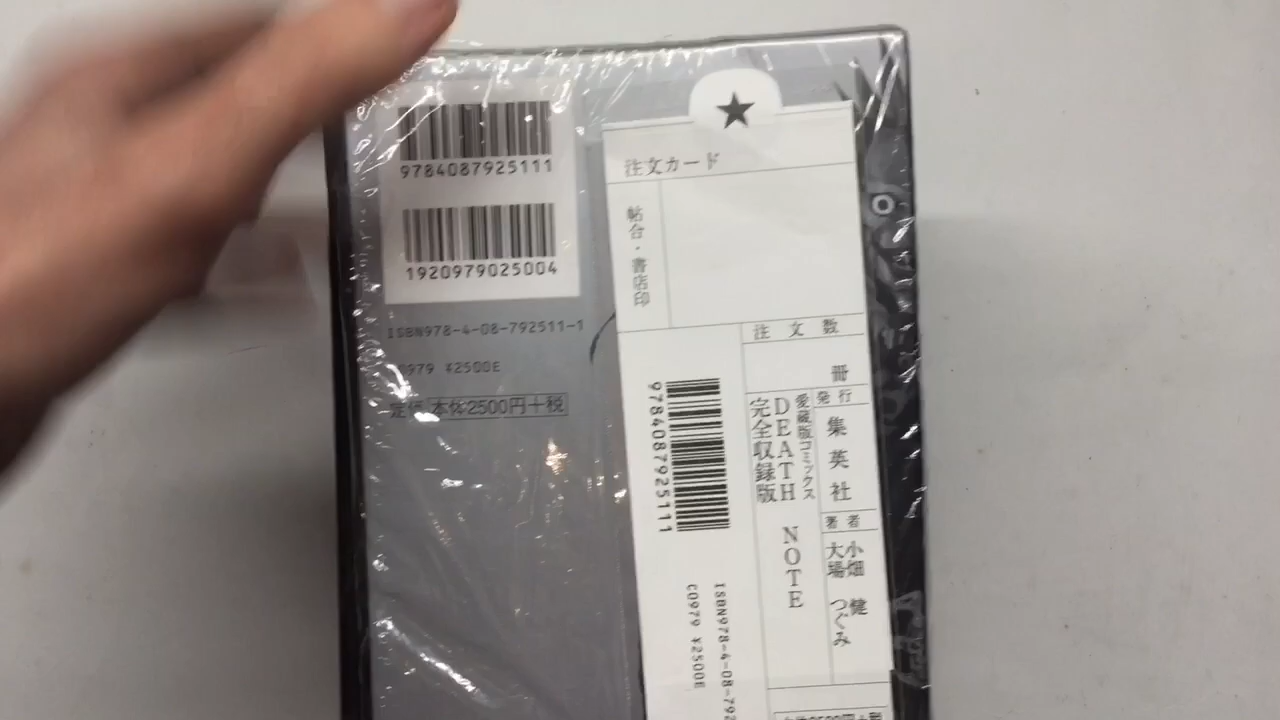 9784087925111
1920979025004
ISBN978-4-08-792511-1
0979 ¥2500E
定価 本体2500円+税
★
注文カード
帖合・書店印
注文数
冊
発行
集英社
著者
小畑 健
大場 つぐみ
愛蔵版コミックス
DEATH NOTE
完全収録版
9784087925111
ISBN978-4-08-792
C0979 ¥2500E